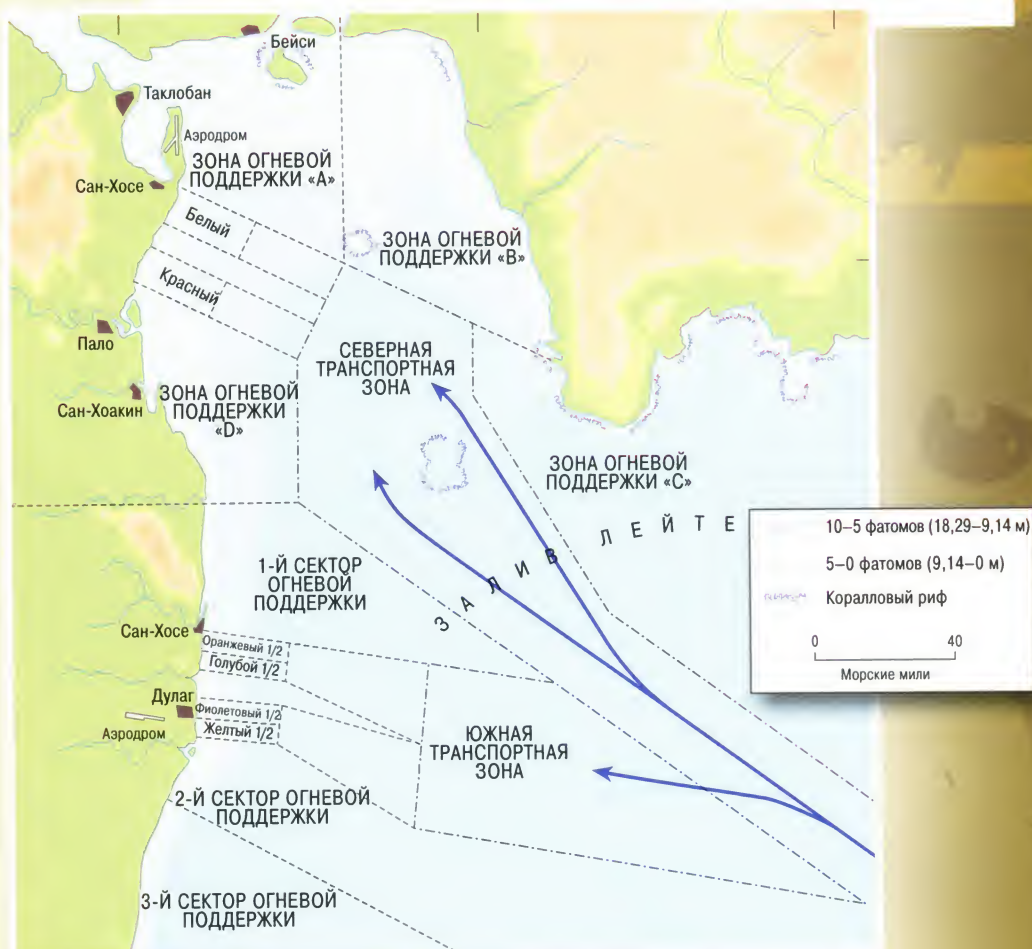 Бейси
Таклобан
Аэродром
ЗОНА ОГНЕВОЙ
ПОДДЕРЖКИ «А»
Сан-Хосе
Белый
ЗОНА ОГНЕВОЙ
ПОДДЕРЖКИ «В»
Красный
Пало
СЕВЕРНАЯ
ТРАНСПОРТНАЯ
ЗОНА
Сан-Хоакин
ЗОНА ОГНЕВОЙ
ПОДДЕРЖКИ
«D»
ЗОНА ОГНЕВОЙ
ПОДДЕРЖКИ «С»
ЗАЛИВ ЛЕЙТЕ
10–5 фатомов (18,29–9,14 м)
5–0 фатомов (9,14–0 м)
Коралловый риф
0 40
Морские мили
1-Й СЕКТОР
ОГНЕВОЙ
ПОДДЕРЖКИ
Сан-Хосе
Оранжевый 1/2
Голубой 1/2
Дулаг
Фиолетовый 1/2
Аэродром
Желтый 1/2
ЮЖНАЯ
ТРАНСПОРТНАЯ
ЗОНА
2-Й СЕКТОР ОГНЕВОЙ
ПОДДЕРЖКИ
3-Й СЕКТОР ОГНЕВОЙ
ПОДДЕРЖКИ